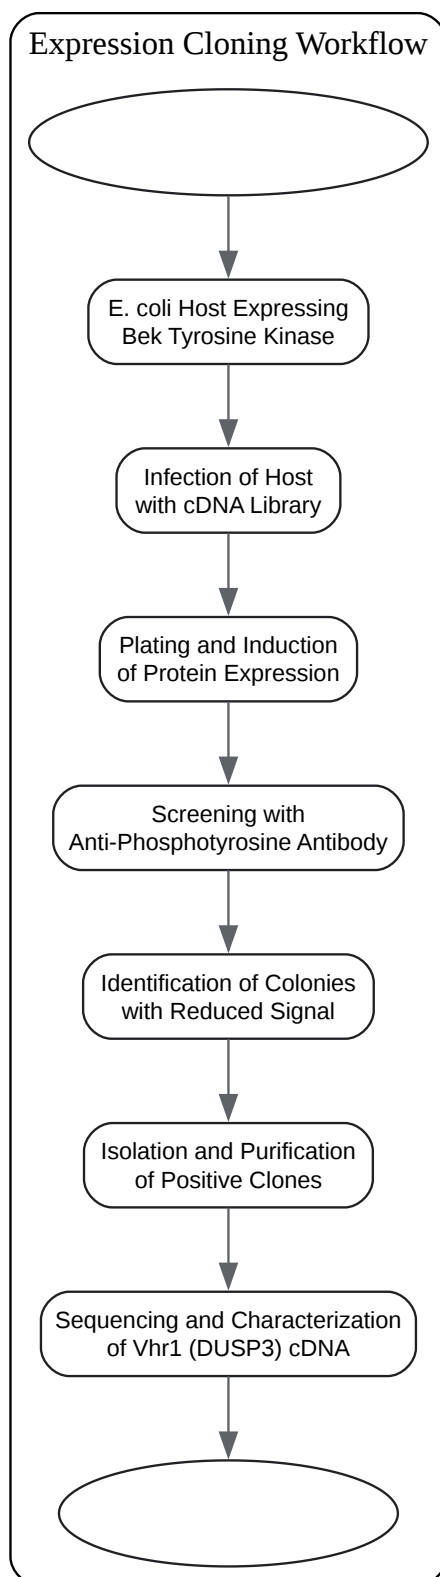 Expression Cloning Workflow
E. coli Host Expressing
Bek Tyrosine Kinase
Infection of Host
with cDNA Library
Plating and Induction
of Protein Expression
Screening with
Anti-Phosphotyrosine Antibody
Identification of Colonies
with Reduced Signal
Isolation and Purification
of Positive Clones
Sequencing and Characterization
of Vhr1 (DUSP3) cDNA